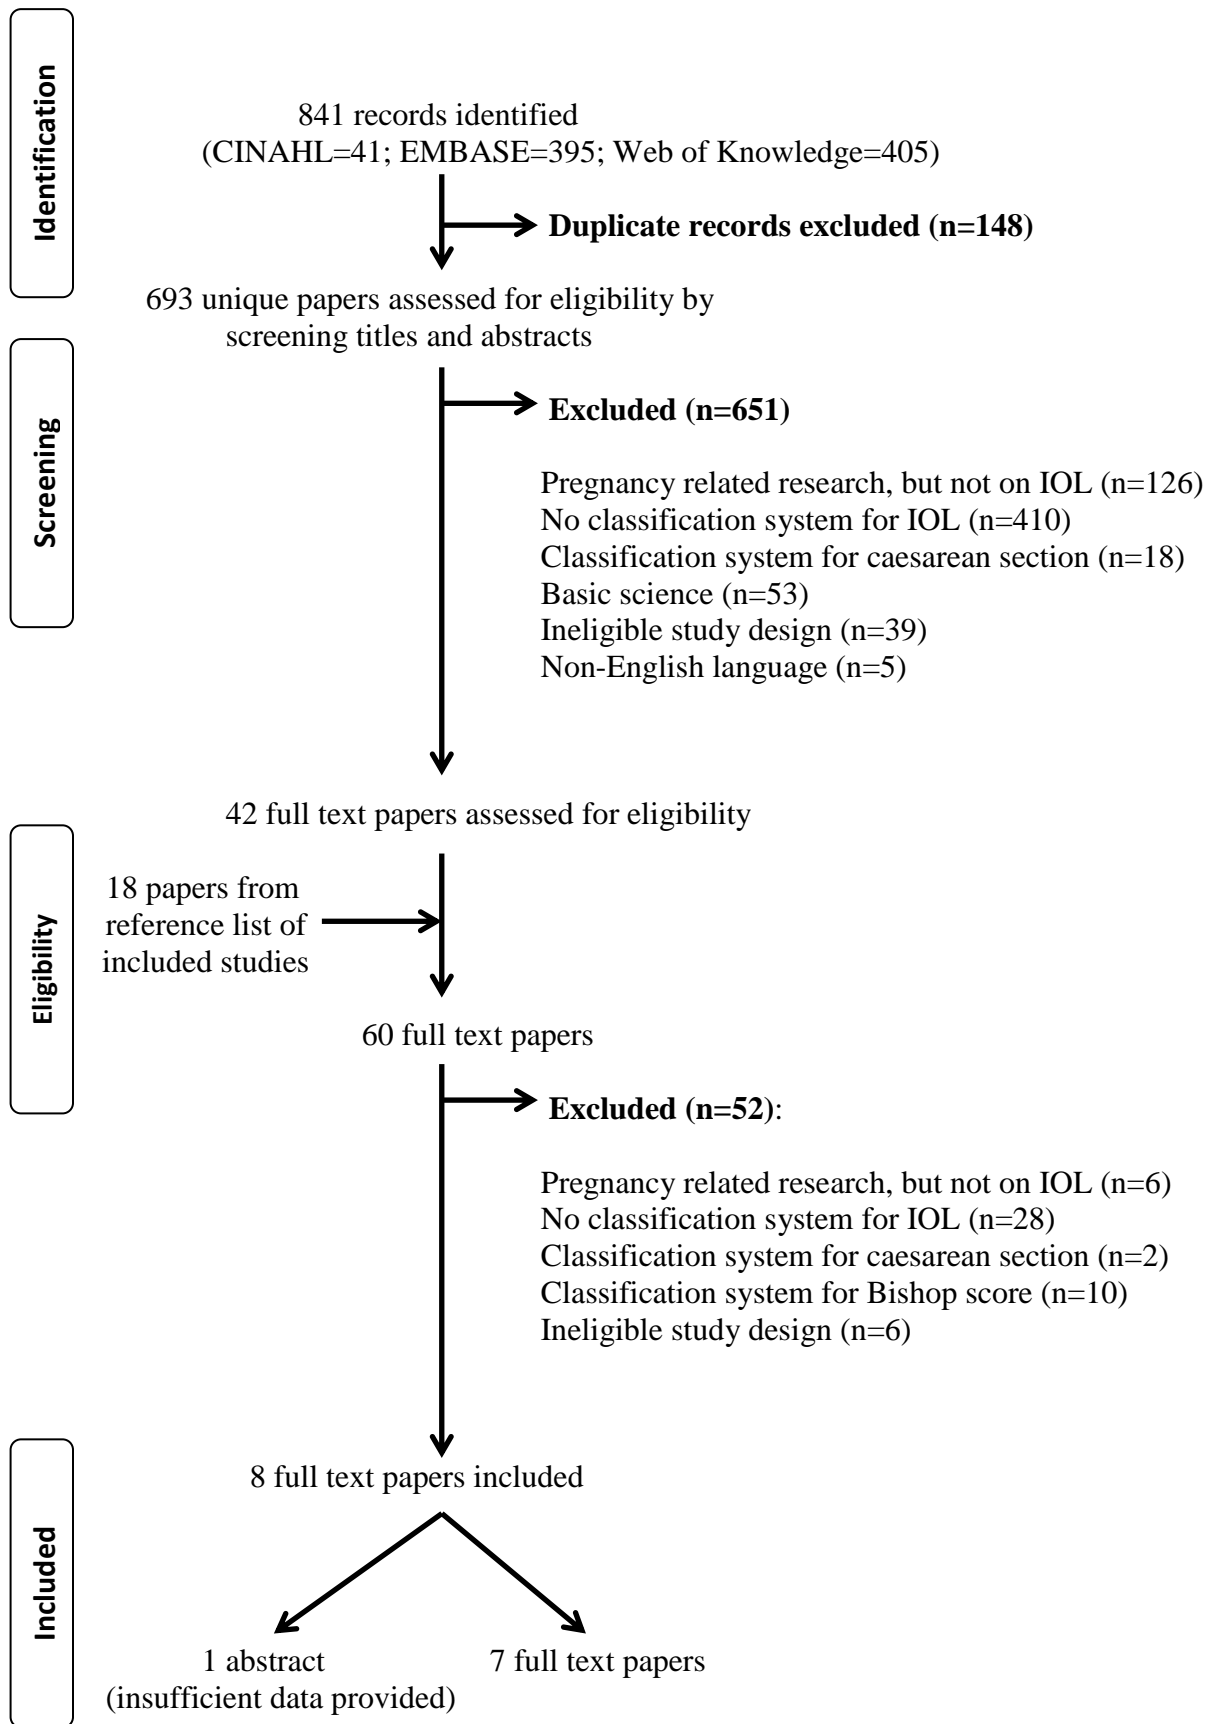 Identification
841 records identified
(CINAHL=41; EMBASE=395; Web of Knowledge=405)
Duplicate records excluded (n=148)
693 unique papers assessed for eligibility by
screening titles and abstracts
Screening
Excluded (n=651)
Pregnancy related research, but not on IOL (n=126)
No classification system for IOL (n=410)
Classification system for caesarean section (n=18)
Basic science (n=53)
Ineligible study design (n=39)
Non-English language (n=5)
42 full text papers assessed for eligibility
Eligibility
18 papers from
reference list of
included studies
60 full text papers
Excluded (n=52):
Pregnancy related research, but not on IOL (n=6)
No classification system for IOL (n=28)
Classification system for caesarean section (n=2)
Classification system for Bishop score (n=10)
Ineligible study design (n=6)
Included
8 full text papers included
1 abstract
(insufficient data provided)
7 full text papers